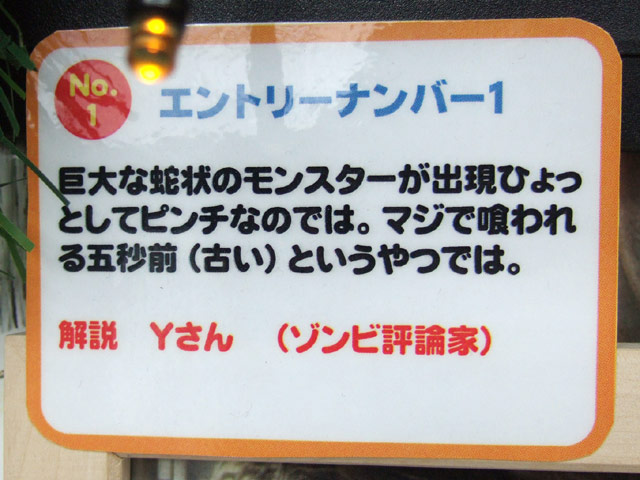 No.
1
エントリーナンバー1
巨大な蛇状のモンスターが出現ひょっ
としてピンチなのでは。マジで喰われ
る五秒前（古い）というやつでは。
解説　Yさん　（ゾンビ評論家）